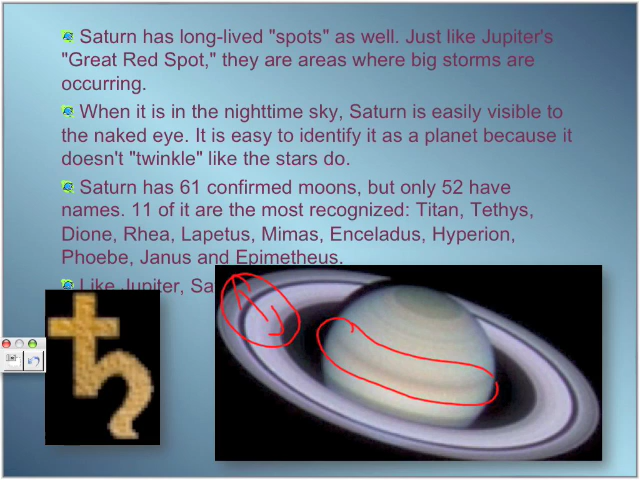 Saturn has long-lived "spots" as well. Just like Jupiter's
"Great Red Spot," they are areas where big storms are
occurring.
When it is in the nighttime sky, Saturn is easily visible to
the naked eye. It is easy to identify it as a planet because it
doesn't "twinkle" like the stars do.
Saturn has 61 confirmed moons, but only 52 have
names. 11 of it are the most recognized: Titan, Tethys,
Dione, Rhea, Lapetus, Mimas, Enceladus, Hyperion,
Phoebe, Janus and Epimetheus.
Like Jupiter, Sa